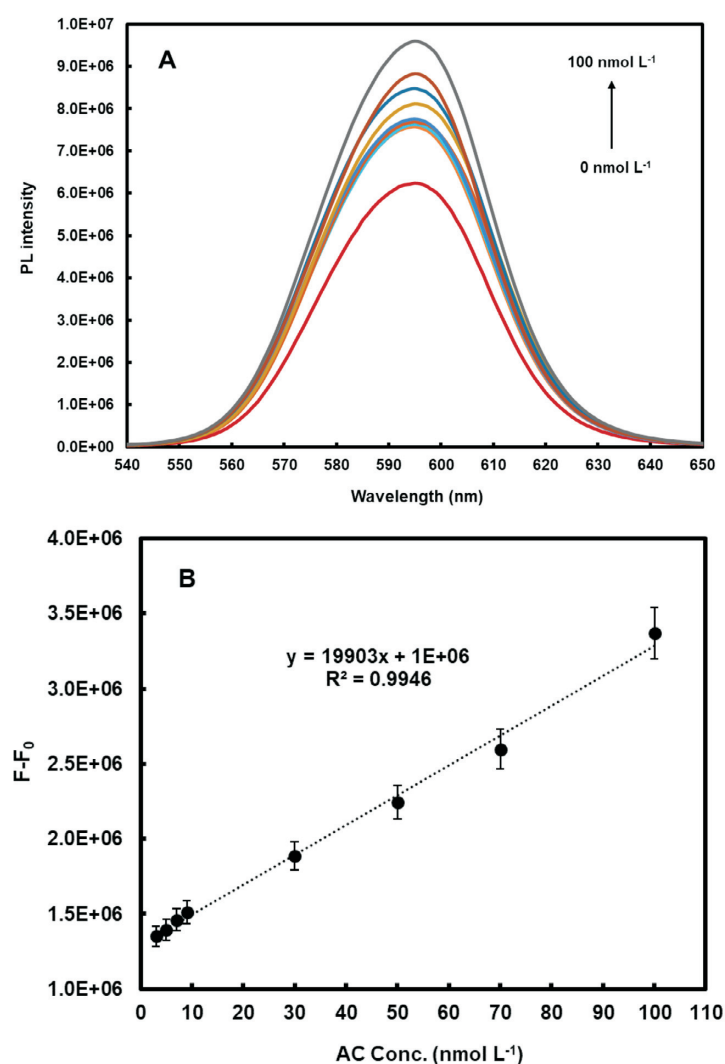 A
1.0E+07
9.0E+06
8.0E+06
7.0E+06
6.0E+06
5.0E+06
4.0E+06
3.0E+06
2.0E+06
1.0E+06
0.0E+00
PL intensity
100 nmol L⁻¹
0 nmol L⁻¹
540 550 560 570 580 590 600 610 620 630 640 650
Wavelength (nm)
B
4.0E+06
3.5E+06
3.0E+06
2.5E+06
2.0E+06
1.5E+06
1.0E+06
F-F₀
y = 19903x + 1E+06
R² = 0.9946
0 10 20 30 40 50 60 70 80 90 100 110
AC Conc. (nmol L⁻¹)